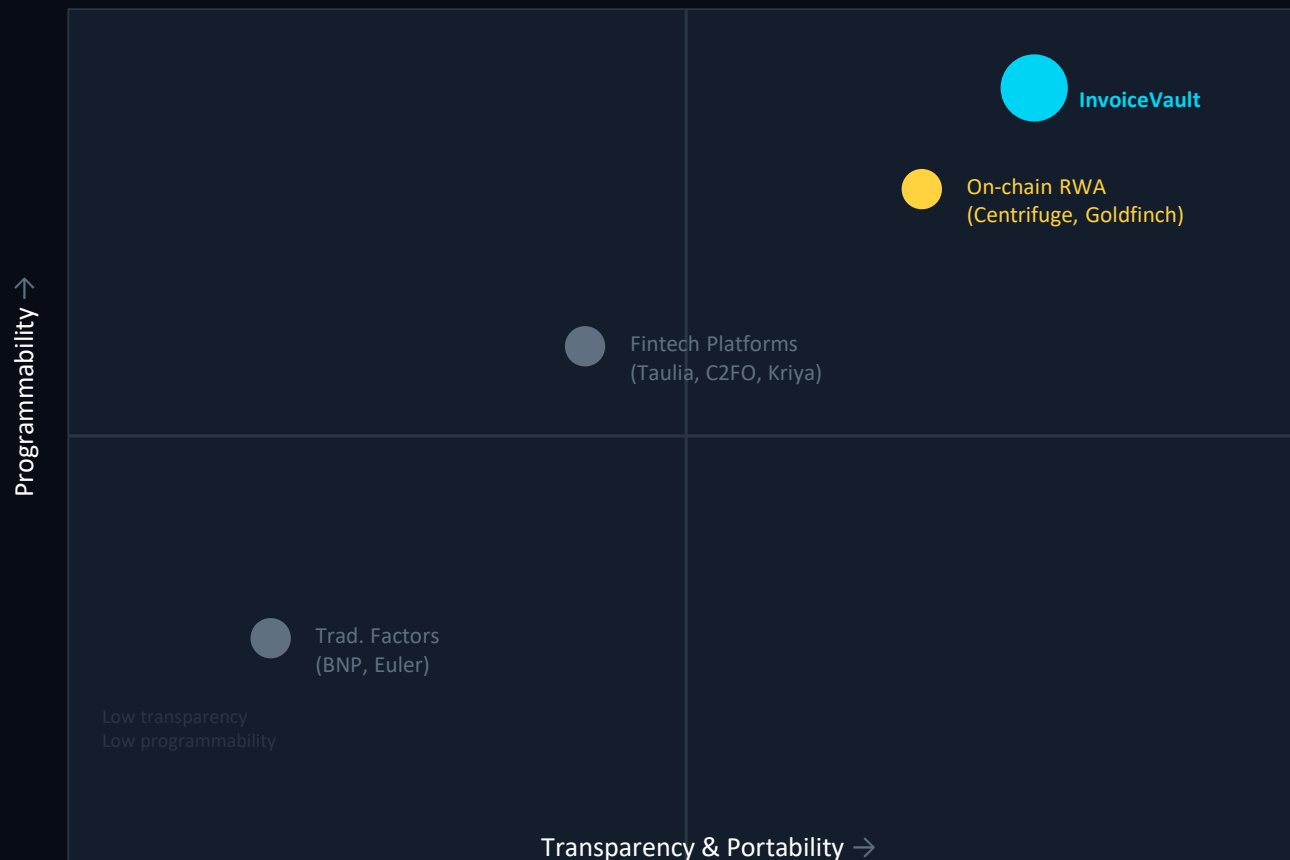 InvoiceVault
On-chain RWA
(Centrifuge, Goldfinch)
Programmability →
Fintech Platforms
(Taulia, C2FO, Kriya)
Trad. Factors
(BNP, Euler)
Low transparency
Low programmability
Transparency & Portability →